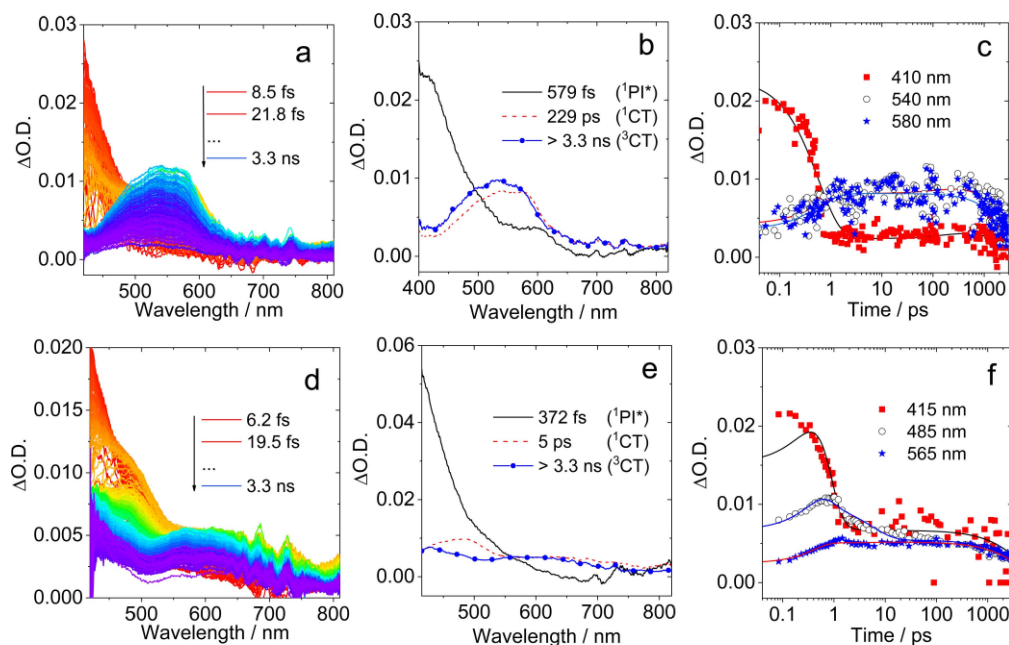 a
0.03
0.02
0.01
0.00
ΔO.D.
8.5 fs
21.8 fs
...
3.3 ns
500 600 700 800
Wavelength / nm
b
0.03
0.02
0.01
0.00
ΔO.D.
579 fs (¹PI*)
229 ps (¹CT)
> 3.3 ns (³CT)
400 500 600 700 800
Wavelength / nm
c
0.03
0.02
0.01
0.00
ΔO.D.
410 nm
540 nm
580 nm
0.1 1 10 100 1000
Time / ps
d
0.020
0.015
0.010
0.005
0.000
ΔO.D.
6.2 fs
19.5 fs
...
3.3 ns
500 600 700 800
Wavelength / nm
e
0.06
0.04
0.02
0.00
ΔO.D.
372 fs (¹PI*)
5 ps (¹CT)
> 3.3 ns (³CT)
500 600 700 800
Wavelength / nm
f
0.03
0.02
0.01
0.00
ΔO.D.
415 nm
485 nm
565 nm
0.1 1 10 100 1000
Time / ps